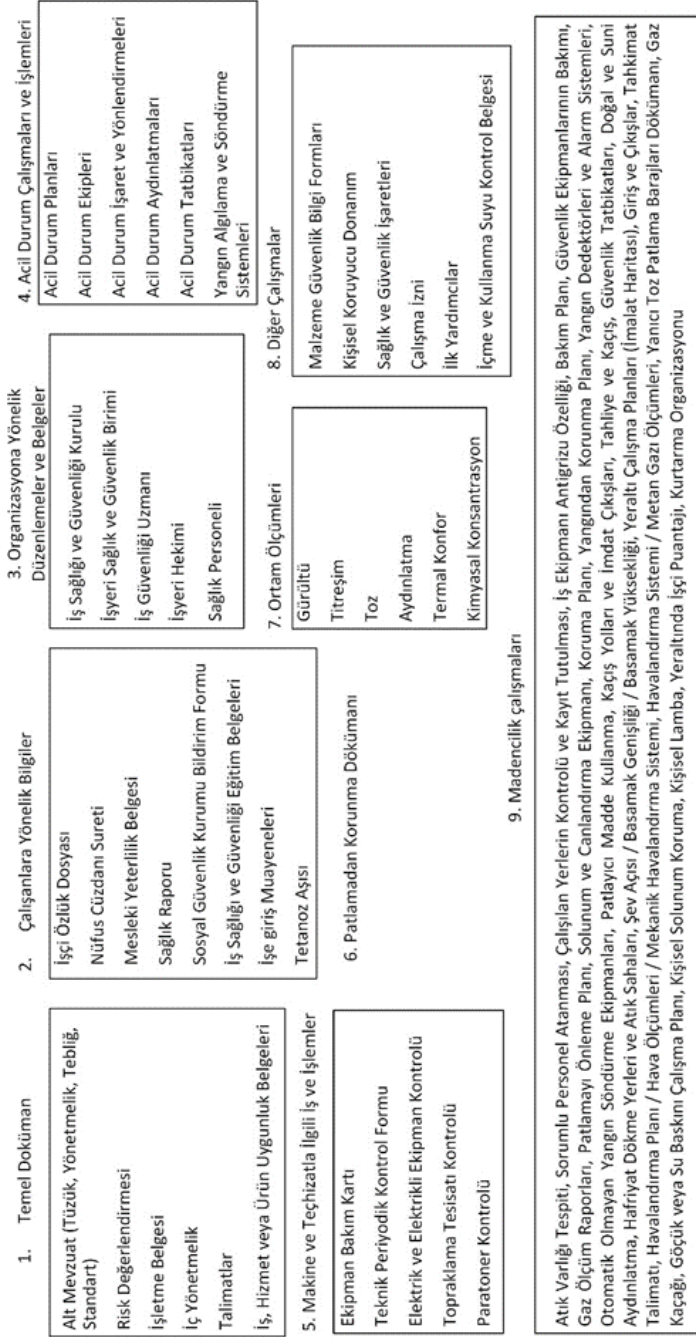 1. Temel Doküman
Alt Mevzuat (Tüzük, Yönetmelik, Tebliğ,
Standart)
Risk Değerlendirmesi
İşletme Belgesi
İç Yönetmelik
Talimatlar
İş, Hizmet veya Ürün Uygunluk Belgeleri
2. Çalışanlara Yönelik Bilgiler
İşçi Özlük Dosyası
Nüfus Cüzdanı Sureti
Mesleki Yeterlilik Belgesi
Sağlık Raporu
Sosyal Güvenlik Kurumu Bildirim Formu
İş Sağlığı ve Güvenliği Eğitim Belgeleri
İşe giriş Muayeneleri
Tetanoz Aşısı
3. Organizasyona Yönelik
Düzenlemeler ve Belgeler
İş Sağlığı ve Güvenliği Kurulu
İşyeri Sağlık ve Güvenlik Birimi
İş Güvenliği Uzmanı
İşyeri Hekimi
Sağlık Personeli
4. Acil Durum Çalışmaları ve İşlemleri
Acil Durum Planları
Acil Durum Ekipleri
Acil Durum İşaret ve Yönlendirmeleri
Acil Durum Aydınlatmaları
Acil Durum Tatbikatları
Yangın Algılama ve Söndürme
Sistemleri
5. Makine ve Teçhizatla İlgili İş ve İşlemler
Ekipman Bakım Kartı
Teknik Periyodik Kontrol Formu
Elektrik ve Elektrikli Ekipman Kontrolü
Topraklama Tesisatı Kontrolü
Paratoner Kontrolü
6. Patlamadan Korunma Dökümanı
7. Ortam Ölçümleri
Gürültü
Titreşim
Toz
Aydınlatma
Termal Konfor
Kimyasal Konsantrasyon
8. Diğer Çalışmalar
Malzeme Güvenlik Bilgi Formları
Kişisel Koruyucu Donanım
Sağlık ve Güvenlik İşaretleri
Çalışma İzni
İlk Yardımcılar
İçme ve Kullanma Suyu Kontrol Belgesi
9. Madencilik çalışmaları
Atık Varlığı Tespiti, Sorumlu Personel Atanması, Çalışılan Yerlerin Kontrolü ve Kayıt Tutulması, İş Ekipmanı Antigrizu Özelliği, Bakım Planı, Güvenlik Ekipmanlarının Bakımı,
Gaz Ölçüm Raporları, Patlamayı Önleme Planı, Solunum ve Canlandırma Ekipmanı, Koruma Planı, Yangından Korunma Planı, Yangın Dedektörleri ve Alarm Sistemleri,
Otomatik Olmayan Yangın Söndürme Ekipmanları, Patlayıcı Madde Kullanma, Kaçış Yolları ve İmdat Çıkışları, Tahliye ve Kaçış, Güvenlik Tatbikatları, Doğal ve Suni
Aydınlatma, Hafriyat Dökme Yerleri ve Atık Sahaları, Şev Açısı / Basamak Genişliği / Basamak Yüksekliği, Yeraltı Çalışma Planları (İmalat Haritası), Giriş ve Çıkışlar, Tahkimat
Talimatı, Havalandırma Planı / Hava Ölçümleri / Mekanik Havalandırma Sistemi, Havalandırma Sistemi / Metan Gazı Ölçümleri, Yanıcı Toz Patlama Barajları Dökümanı, Gaz
Kaçağı, Göçük veya Su Baskını Çalışma Planı, Kişisel Solunum Koruma, Kişisel Lamba, Yeraltında İşçi Puantajı, Kurtarma Organizasyonu